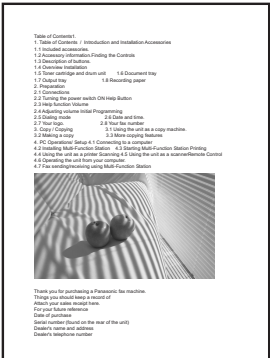 Table of Contents1.
1. Table of Contents / Introduction and Installation Accessories
1.1 Included accessories.
1.2 Accessory information.Finding the Controls
1.3 Description of buttons.
1.4 Overview Installation
1.5 Toner cartridge and drum unit 1.6 Document tray
1.7 Output tray 1.8 Recording paper
2. Preparation
2.1 Connections
2.2 Turning the power switch ON Help Button
2.3 Help function Volume
2.4 Adjusting volume Initial Programming
2.5 Dialing mode 2.6 Date and time.
2.7 Your logo. 2.8 Your fax number
3. Copy / Copying 3.1 Using the unit as a copy machine.
3.2 Making a copy 3.3 More copying features
4. PC Operations/ Setup 4.1 Connecting to a computer
4.2 Installing Multi-Function Station 4.3 Starting Multi-Function Station Printing
4.4 Using the unit as a printer Scanning 4.5 Using the unit as a scannerRemote Control
4.6 Operating the unit from your computer
4.7 Fax sending/receiving using Multi-Function Station
Thank you for purchasing a Panasonic fax machine.
Things you should keep a record of
Attach your sales receipt here.
For your future reference
Date of purchase
Serial number (found on the rear of the unit)
Dealer's name and address
Dealer's telephone number